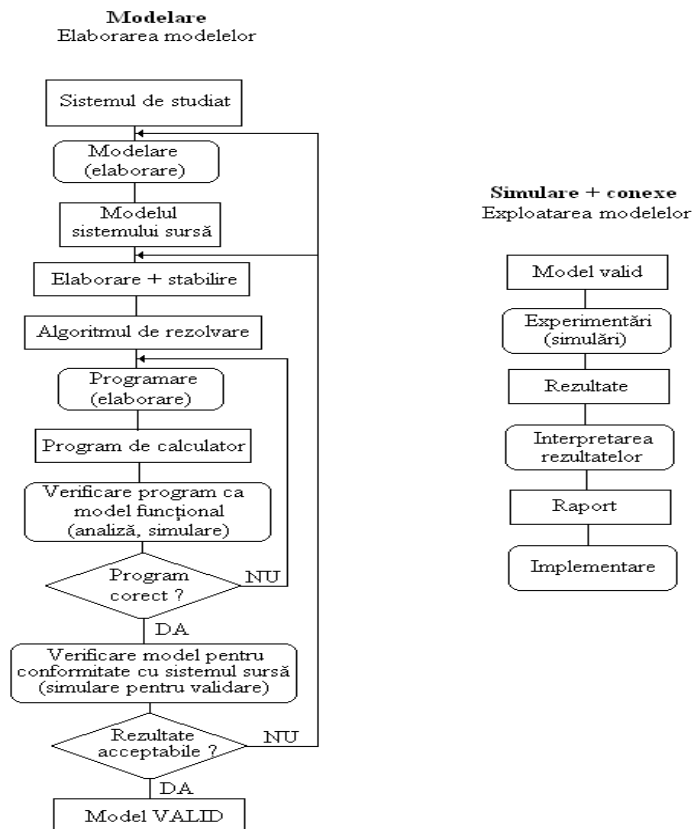 Modelare
Elaborarea modelelor
Sistemul de studiat
Modelare
(elaborare)
Modelul
sistemului sursă
Elaborare + stabilire
Algoritmul de rezolvare
Programare
(elaborare)
Program de calculator
Verificare program ca
model funcţional
(analiză, simulare)
Program
corect ?
NU
DA
Verificare model pentru
conformitate cu sistemul sursă
(simulare pentru validare)
Rezultate
acceptabile ?
NU
DA
Model VALID
Simulare + conexe
Exploatarea modelelor
Model valid
Experimentări
(simulări)
Rezultate
Interpretarea
rezultatelor
Raport
Implementare